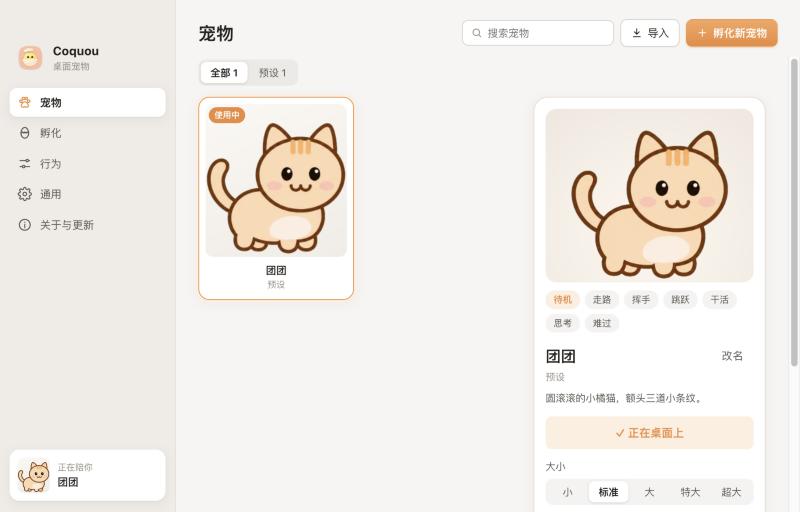 Coquou
桌面宠物
宠物
孵化
行为
通用
关于与更新
正在陪你
团团
宠物
搜索宠物
导入
孵化新宠物
全部 1
预设 1
使用中
团团
预设
待机
走路
挥手
跳跃
干活
思考
难过
团团
改名
预设
圆滚滚的小橘猫，额头三道小条纹。
✓ 正在桌面上
大小
小
标准
大
特大
超大